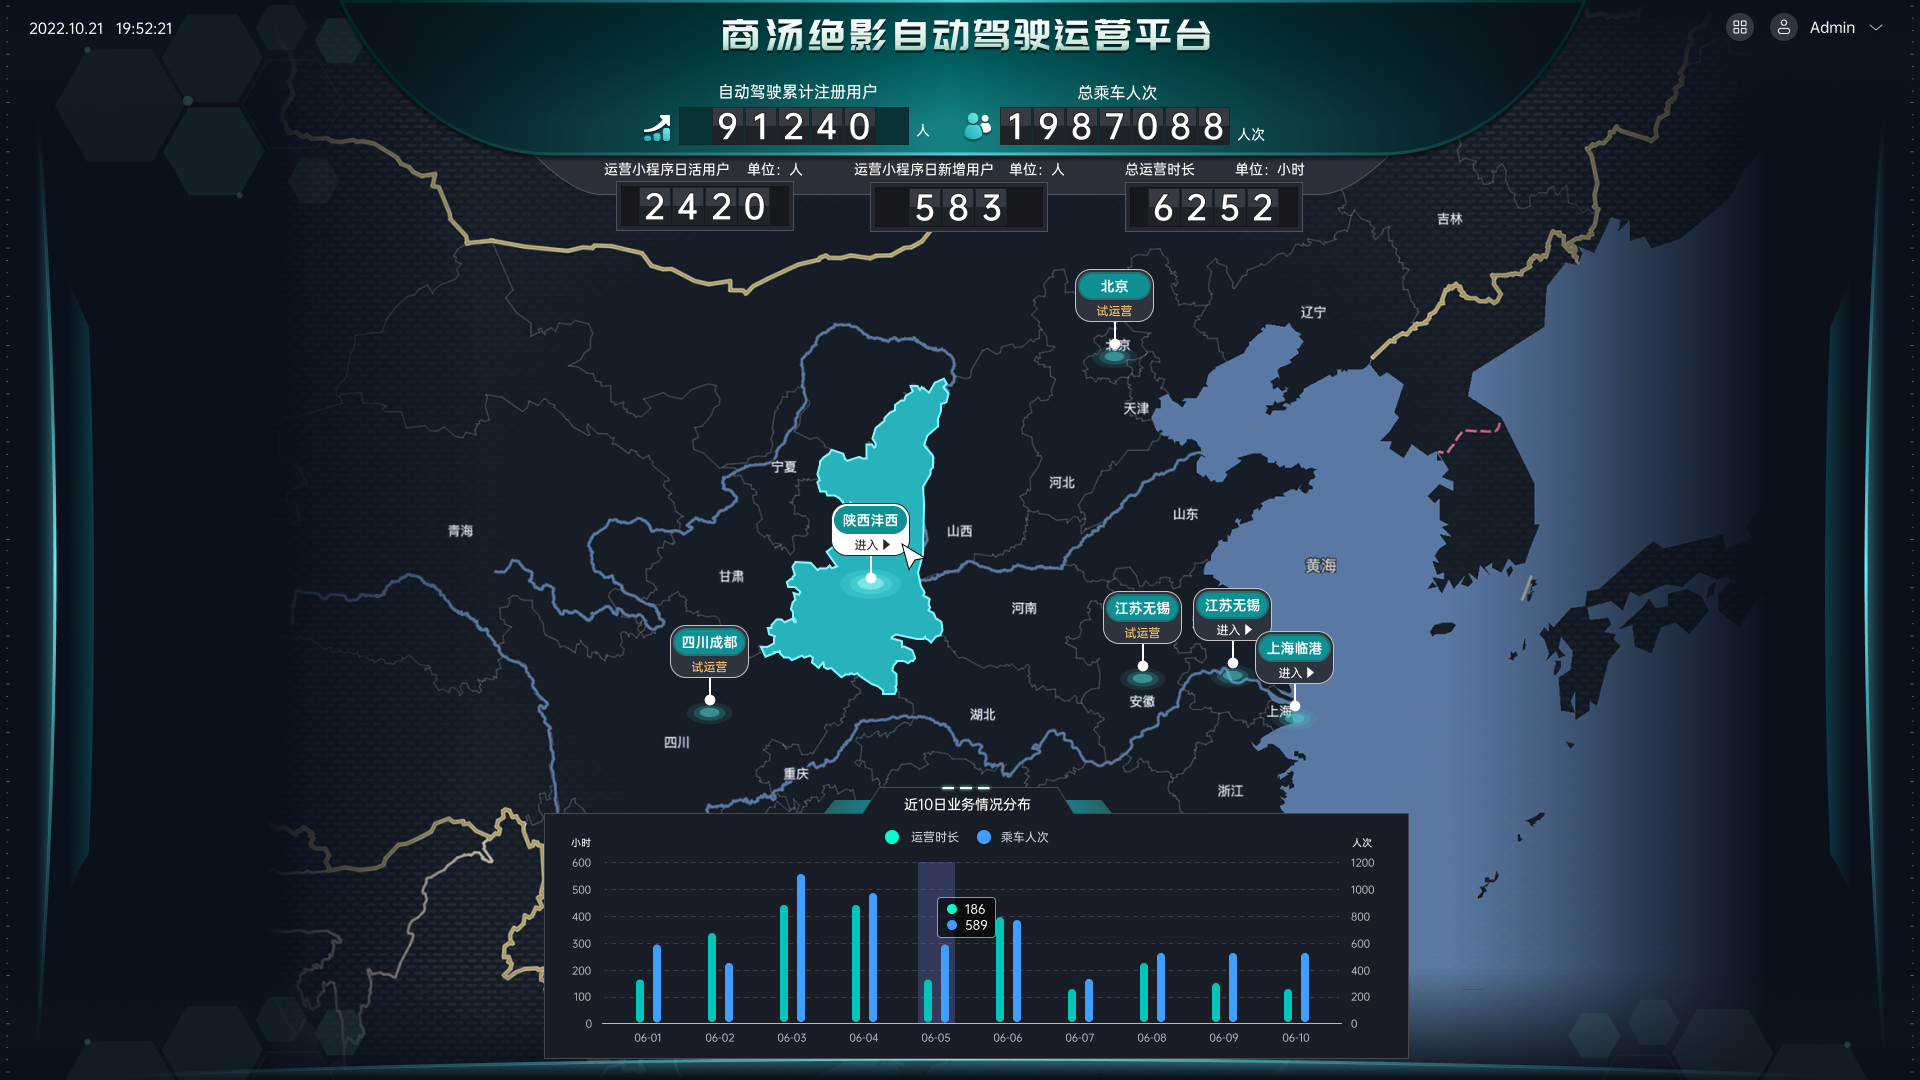 2022.10.21 19:52:21
商汤绝影自动驾驶运营平台
Admin
自动驾驶累计注册用户
91240 人
总乘车人次
1987088 人次
运营小程序日活用户 单位：人
2420
运营小程序日新增用户 单位：人
583
总运营时长 单位：小时
6252
吉林
北京
试运营
北京
辽宁
天津
宁夏
河北
陕西沣西
进入
山西
山东
青海
黄海
甘肃
河南
江苏无锡
试运营
江苏无锡
进入
四川成都
试运营
上海临港
进入
安徽
上海
湖北
四川
重庆
浙江
近10日业务情况分布
运营时长 乘车人次
小时
600
500
400
300
200
100
0
人次
1200
1000
800
600
400
200
0
186
589
06-01 06-02 06-03 06-04 06-05 06-06 06-07 06-08 06-09 06-10